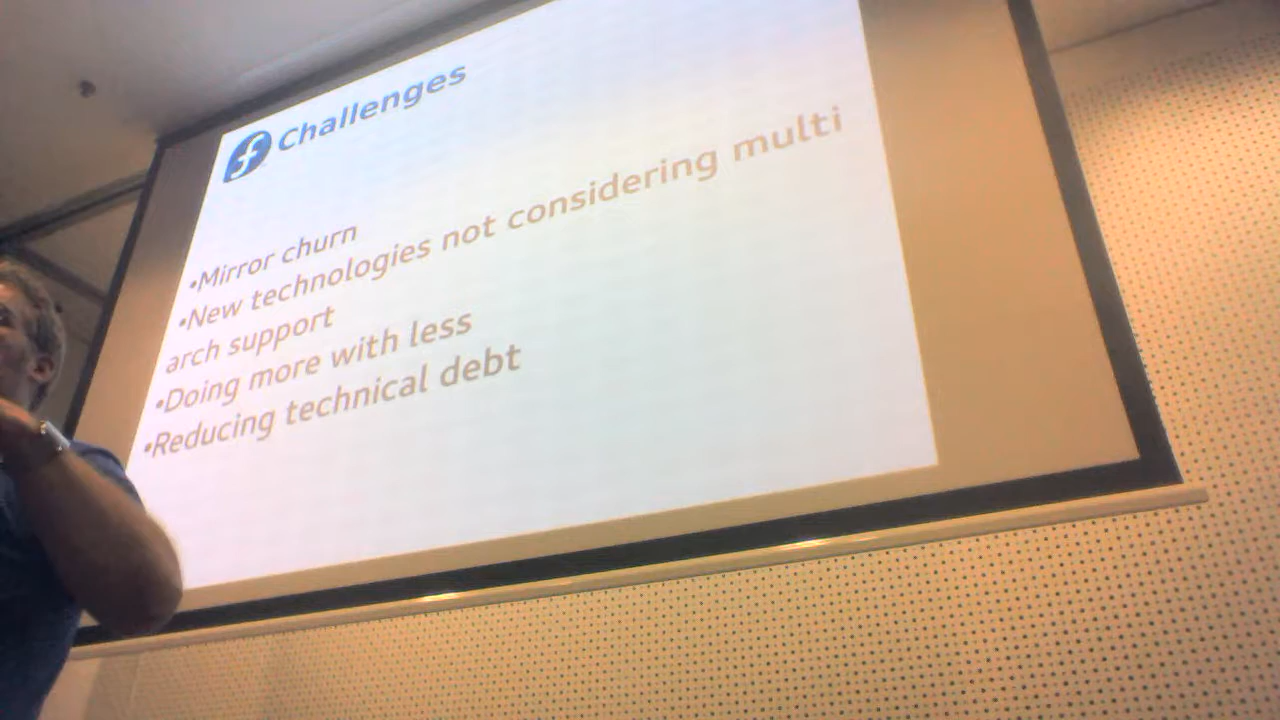 Challenges
•Mirror churn
•New technologies not considering multi
arch support
•Doing more with less
•Reducing technical debt